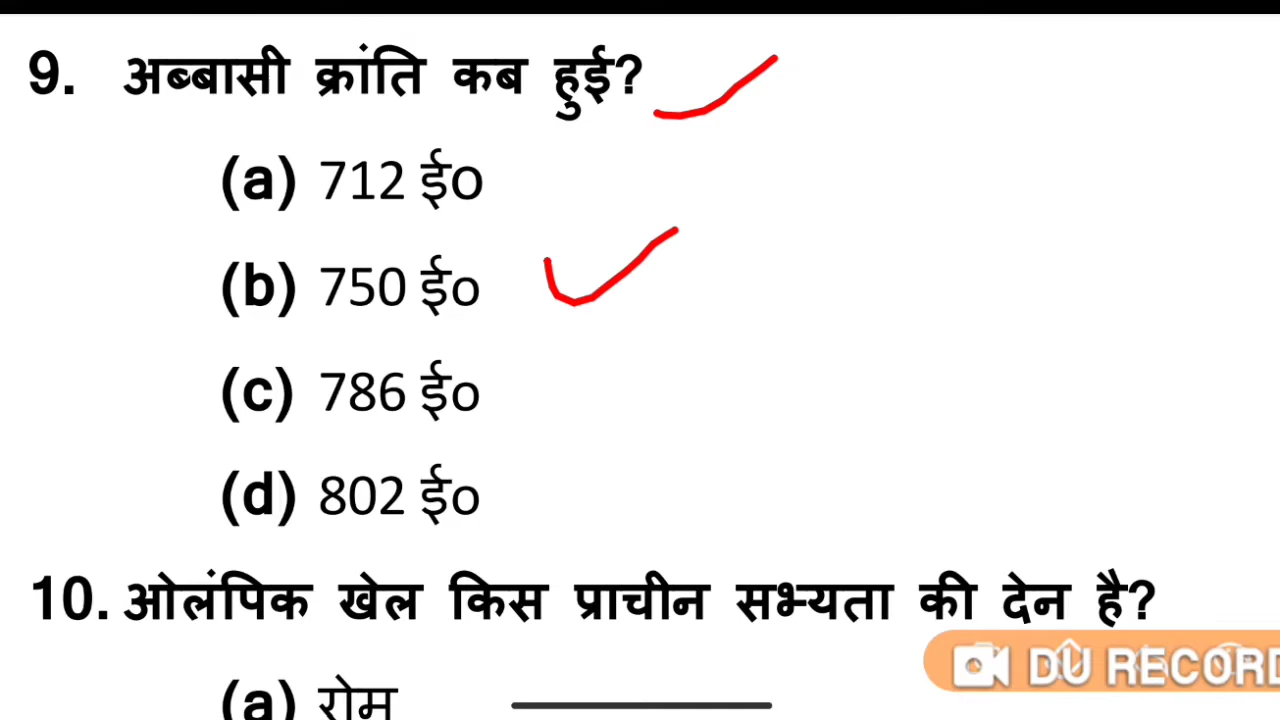 9. अब्बासी क्रांति कब हुई?
(a) 712 ई०
(b) 750 ई०
(c) 786 ई०
(d) 802 ई०
10. ओलंपिक खेल किस प्राचीन सभ्यता की देन है?
DU RECORD
(a) रोम